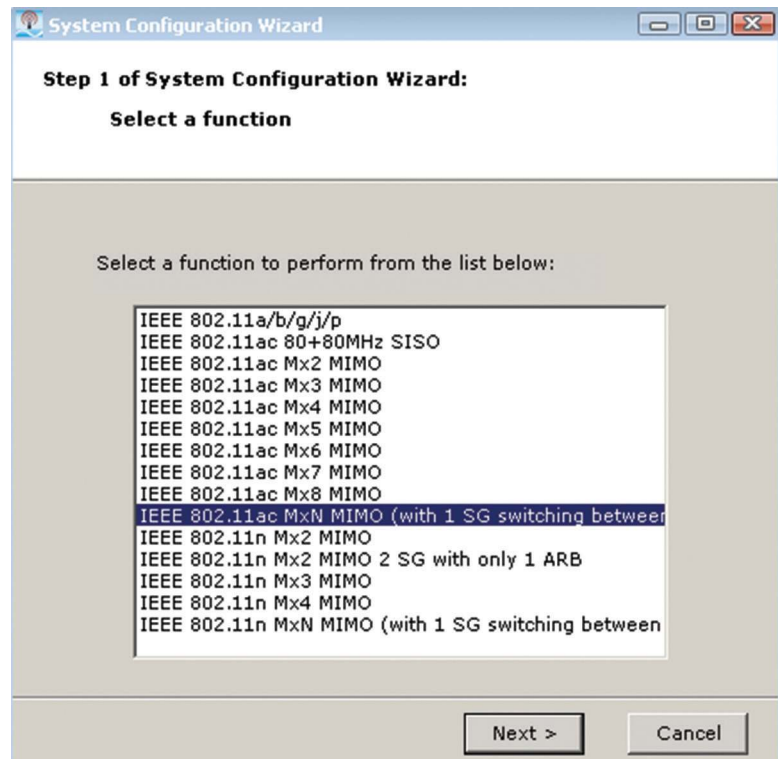 System Configuration Wizard
Step 1 of System Configuration Wizard:
Select a function
Select a function to perform from the list below:
IEEE 802.11a/b/g/j/p
IEEE 802.11ac 80+80MHz SISO
IEEE 802.11ac Mx2 MIMO
IEEE 802.11ac Mx3 MIMO
IEEE 802.11ac Mx4 MIMO
IEEE 802.11ac Mx5 MIMO
IEEE 802.11ac Mx6 MIMO
IEEE 802.11ac Mx7 MIMO
IEEE 802.11ac Mx8 MIMO
IEEE 802.11ac MxN MIMO (with 1 SG switching between
IEEE 802.11n Mx2 MIMO
IEEE 802.11n Mx2 MIMO 2 SG with only 1 ARB
IEEE 802.11n Mx3 MIMO
IEEE 802.11n Mx4 MIMO
IEEE 802.11n MxN MIMO (with 1 SG switching between
Next >
Cancel